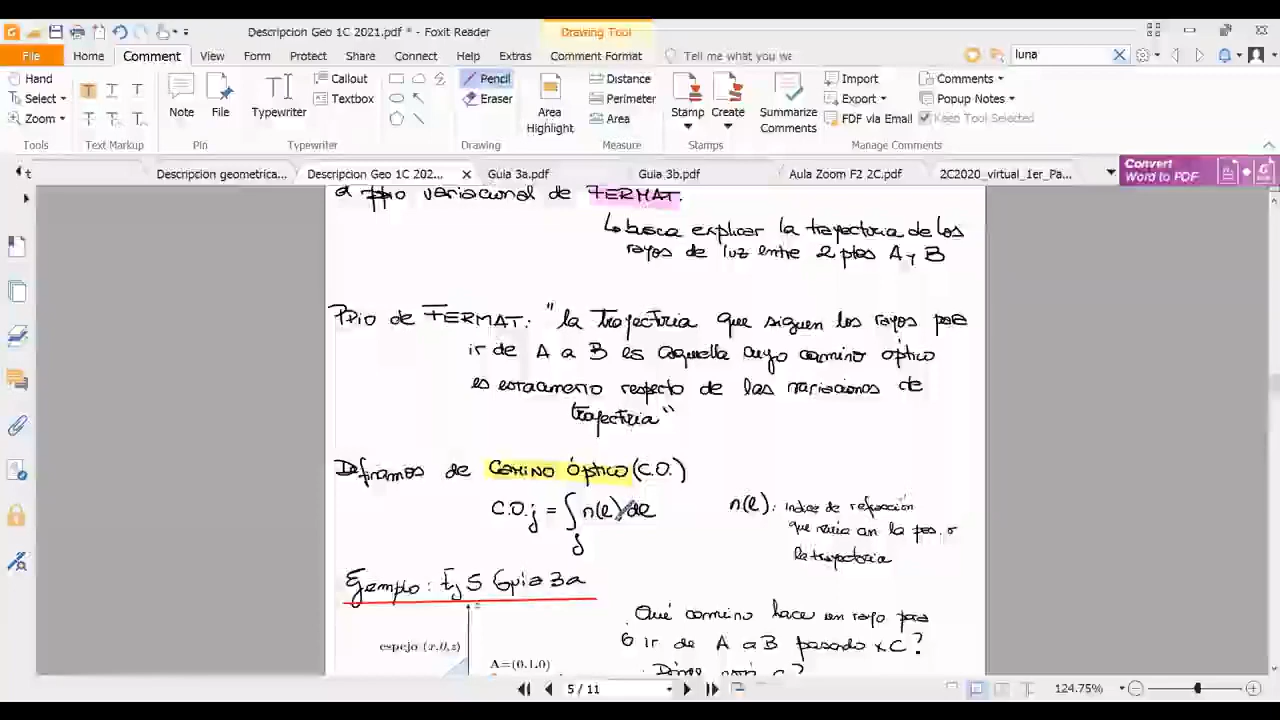 Descripcion Geo 1C 2021.pdf * - Foxit Reader
Drawing Tool
File Home Comment View Form Protect Share Connect Help Extras Comment Format Tell me what you wa luna
Hand
Select
Zoom
Tools
Text Markup
Note
File
Pin
Typewriter
Callout
Textbox
Typewriter
Pencil
Eraser
Drawing
Area Highlight
Distance
Perimeter
Area
Measure
Stamp
Create
Stamps
Summarize Comments
Import
Export
FDF via Email
Comments
Popup Notes
Keep Tool Selected
Manage Comments
t Descripcion geometrica... Descripcion Geo 1C 202... Guia 3a.pdf Guia 3b.pdf Aula Zoom F2 2C.pdf 2C2020_virtual_1er_Pa...
Convert
Word to PDF
ppio variacional de FERMAT.
busca explicar la trayectoria de los
rayos de luz entre 2 ptos A y B
Ppio de FERMAT: "la trayectoria que siguen los rayos para
ir de A a B es aquella cuyo camino óptico
es estacionario respecto de las variaciones de
trayectoria"
Definamos de Camino Óptico (C.O.)
C.O.j = ∫j n(l) dl
n(l): indice de refracción
que varia con la pos. o
la trayectoria
Ejemplo: Ej 5 Guia 3a
Qué camino hace un rayo para
ir de A a B pasando x C?
espejo (x,0,z)
A=(0,1,0)
5 / 11
124.75%